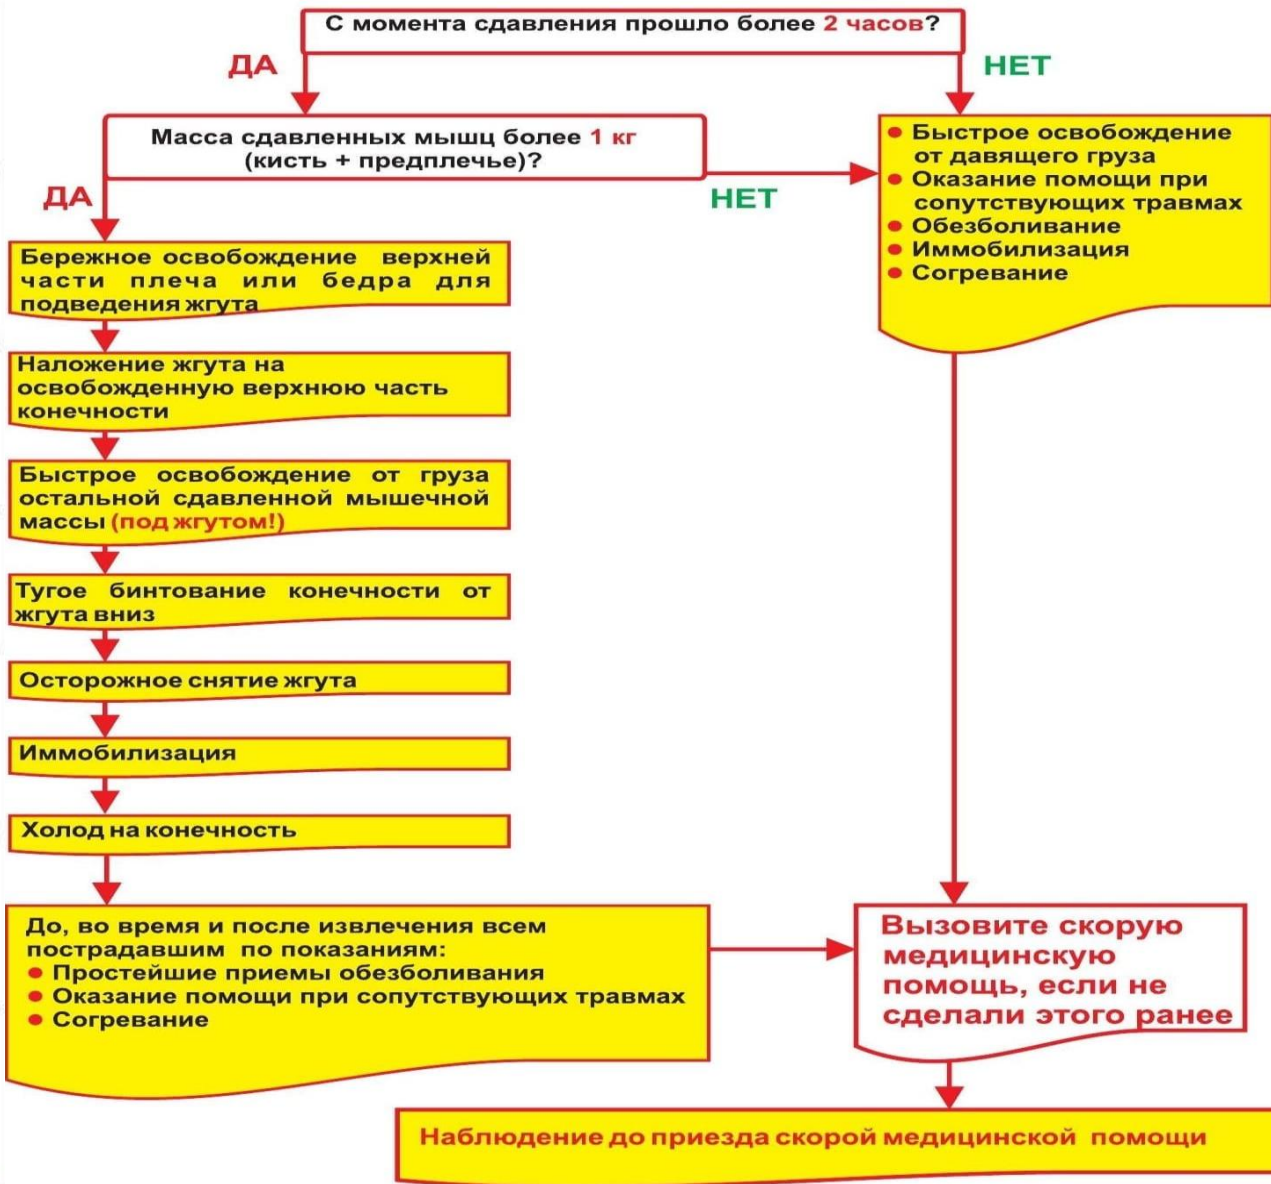 С момента сдавления прошло более 2 часов?
ДА
НЕТ
Масса сдавленных мышц более 1 кг
(кисть + предплечье)?
ДА
НЕТ
• Быстрое освобождение
от давящего груза
• Оказание помощи при
сопутствующих травмах
• Обезболивание
• Иммобилизация
• Согревание
Бережное освобождение верхней
части плеча или бедра для
подведения жгута
Наложение жгута на
освобожденную верхнюю часть
конечности
Быстрое освобождение от груза
остальной сдавленной мышечной
массы (под жгутом!)
Тугое бинтование конечности от
жгута вниз
Осторожное снятие жгута
Иммобилизация
Холод на конечность
До, во время и после извлечения всем
пострадавшим по показаниям:
• Простейшие приемы обезболивания
• Оказание помощи при сопутствующих травмах
• Согревание
Вызовите скорую
медицинскую
помощь, если не
сделали этого ранее
Наблюдение до приезда скорой медицинской помощи